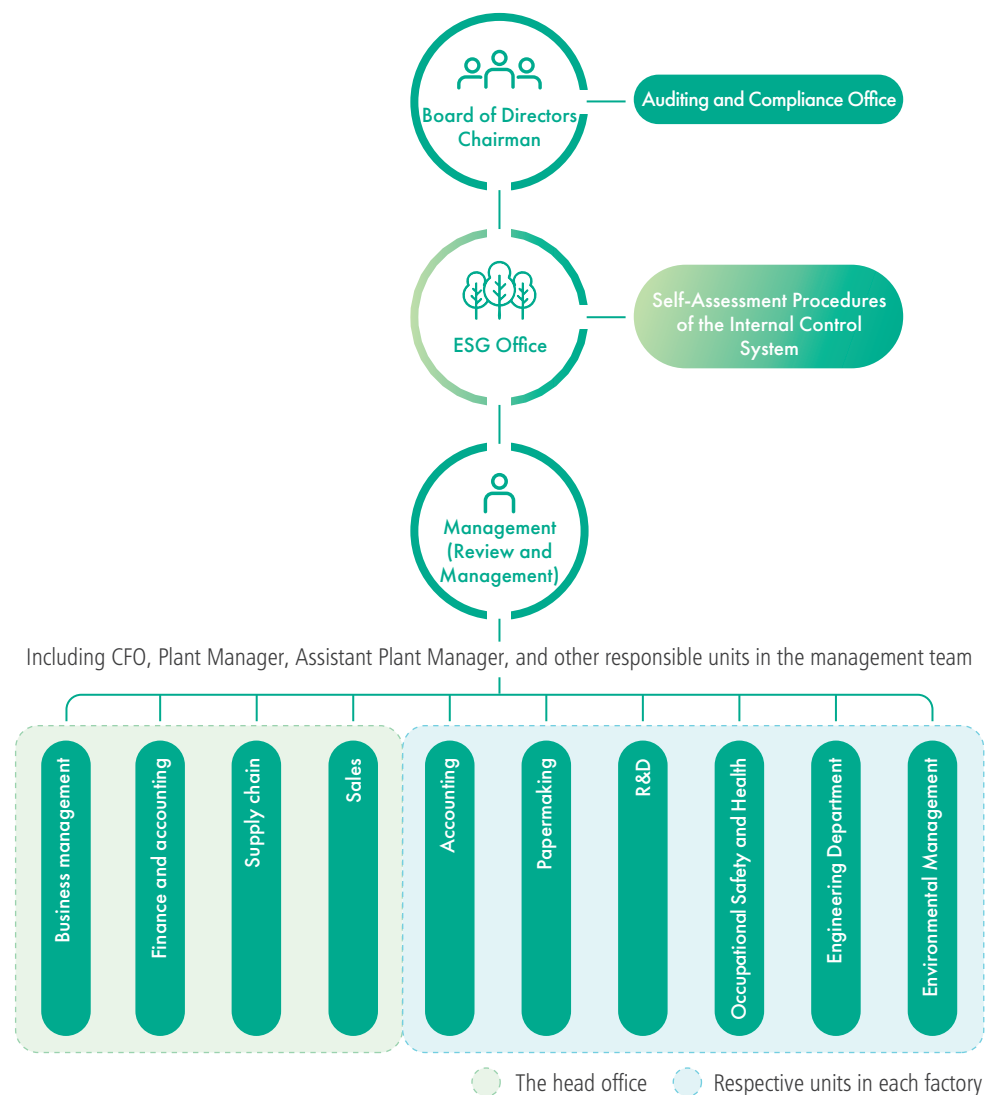 Board of Directors
Chairman
Auditing and Compliance Office
ESG Office
Self-Assessment Procedures
of the Internal Control
System
Management
(Review and
Management)
Including CFO, Plant Manager, Assistant Plant Manager, and other responsible units in the management team
Business management
Finance and accounting
Supply chain
Sales
Accounting
Papermaking
R&D
Occupational Safety and Health
Engineering Department
Environmental Management
The head office
Respective units in each factory